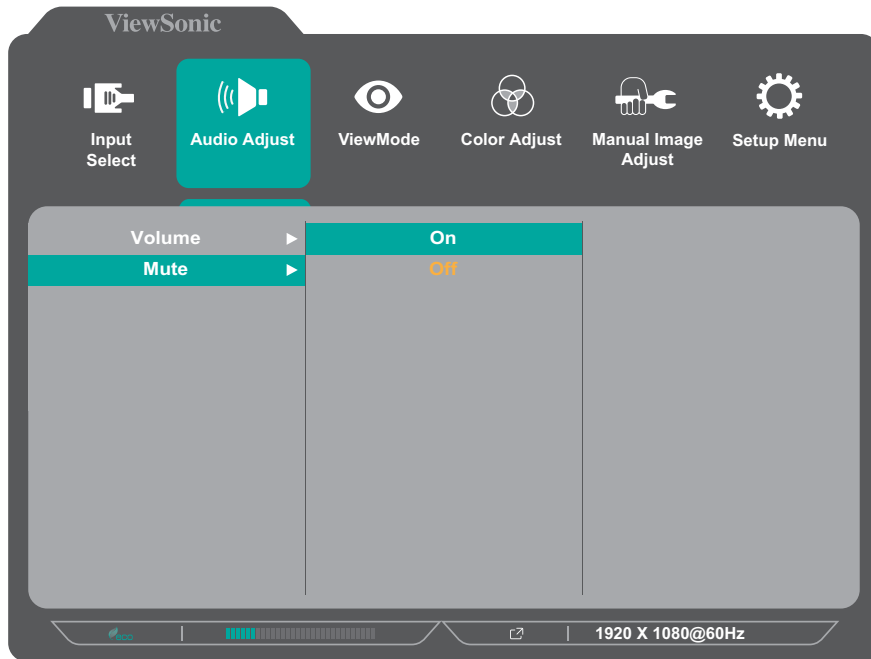 ViewSonic
Input
Select
Audio Adjust
ViewMode
Color Adjust
Manual Image
Adjust
Setup Menu
Volume
On
Mute
Off
eco
1920 X 1080@60Hz